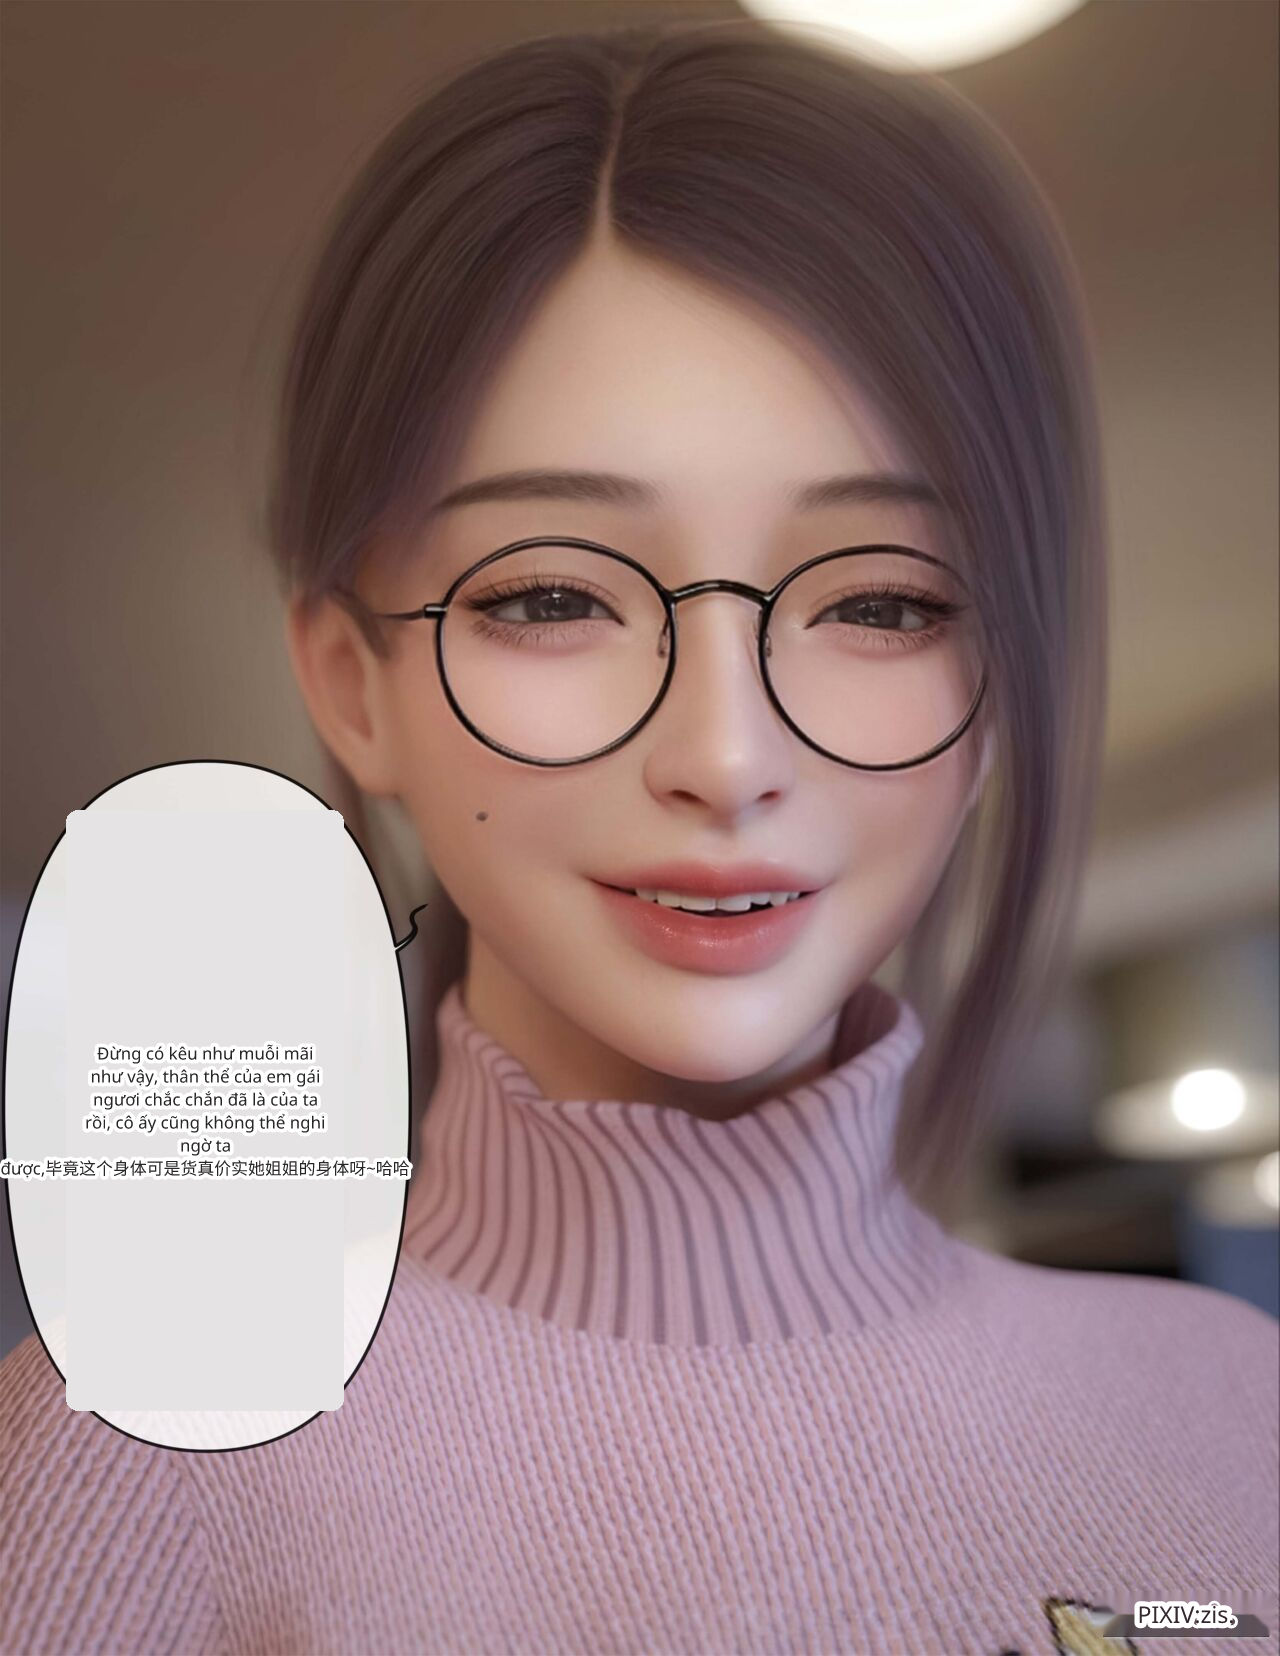 Đừng có kêu như muỗi mãi
như vậy, thân thể của em gái
ngươi chắc chắn đã là của ta
rồi, cô ấy cũng không thể nghi
ngờ ta
được,毕竟这个身体可是货真价实她姐姐的身体呀~哈哈
PIXIV:zis.